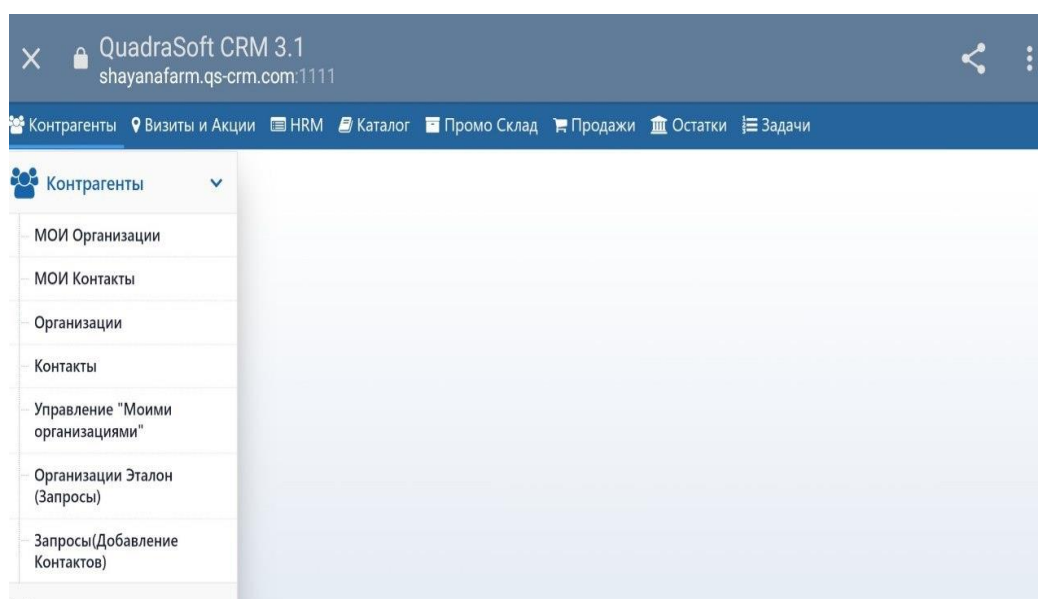 QuadraSoft CRM 3.1
shayanafarm.qs-crm.com:1111
Контрагенты Визиты и Акции HRM Каталог Промо Склад Продажи Остатки Задачи
Контрагенты
МОИ Организации
МОИ Контакты
Организации
Контакты
Управление "Моими
организациями"
Организации Эталон
(Запросы)
Запросы(Добавление
Контактов)